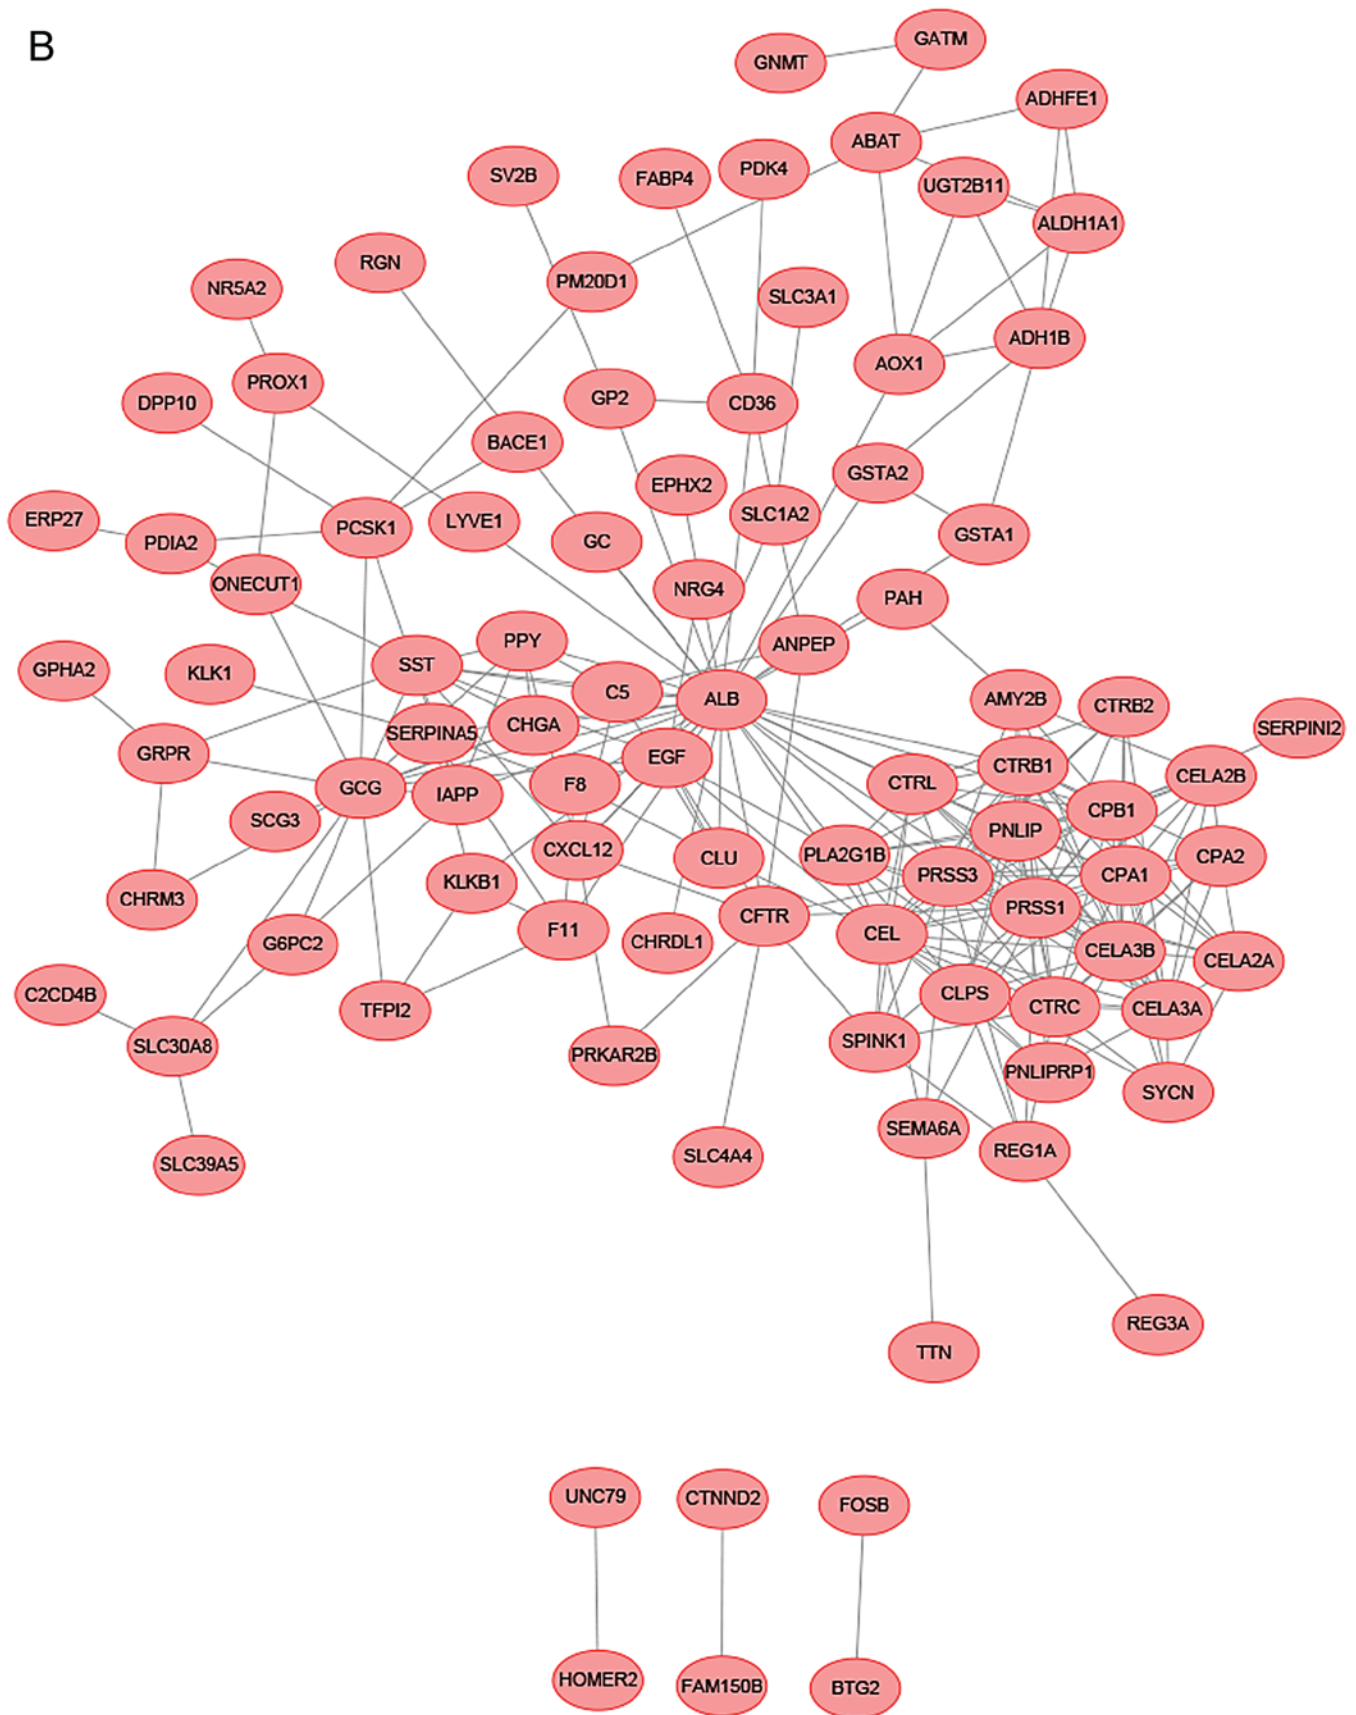 B
GATM
GNMT
ADHFE1
ABAT
PDK4
SV2B
FABP4
UGT2B11
ALDH1A1
RGN
PM20D1
NR5A2
SLC3A1
ADH1B
AOX1
PROX1
GP2
DPP10
CD36
BACE1
GSTA2
EPHX2
SLC1A2
ERP27
LYVE1
PCSK1
GSTA1
GC
PDIA2
ONECUT1
NRG4
PAH
PPY
ANPEP
SST
GPHA2
KLK1
C5
ALB
AMY2B
CTRB2
CHGA
SERPINI2
SERPINA5
GRPR
EGF
CTRB1
CELA2B
F8
CTRL
GCG
IAPP
CPB1
SCG3
PNLIP
CXCL12
PLA2G1B
CLU
CPA2
PRSS3
CPA1
KLKB1
CHRM3
PRSS1
CFTR
F11
CEL
CHRDL1
G6PC2
CELA3B
CELA2A
C2CD4B
CLPS
CTRC
TFPI2
CELA3A
SPINK1
SLC30A8
PRKAR2B
PNLIPRP1
SYCN
SEMA6A
REG1A
SLC4A4
SLC39A5
REG3A
TTN
UNC79
CTNND2
FOSB
HOMER2
FAM150B
BTG2